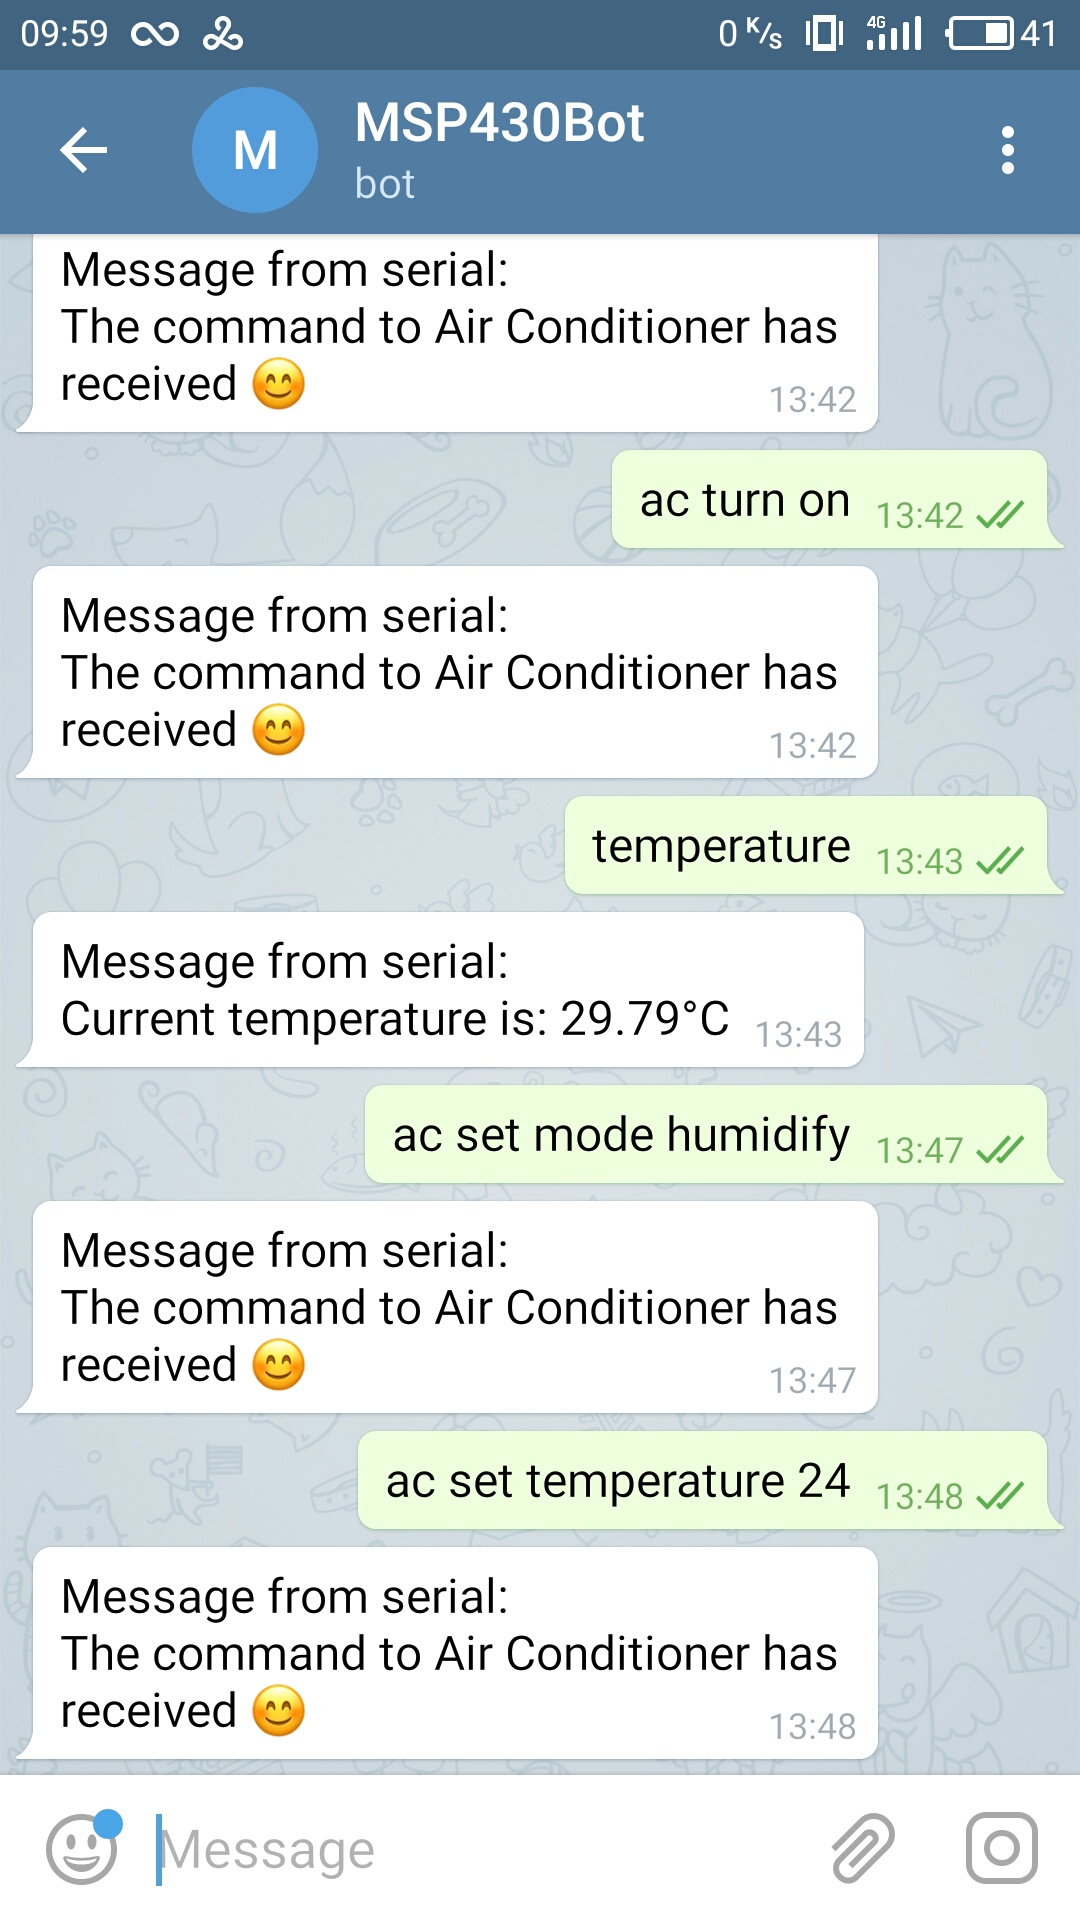 09:59 0 K/s 4G 41
M
MSP430Bot
bot
Message from serial:
The command to Air Conditioner has
received 😊 13:42
ac turn on 13:42
Message from serial:
The command to Air Conditioner has
received 😊 13:42
temperature 13:43
Message from serial:
Current temperature is: 29.79°C 13:43
ac set mode humidify 13:47
Message from serial:
The command to Air Conditioner has
received 😊 13:47
ac set temperature 24 13:48
Message from serial:
The command to Air Conditioner has
received 😊 13:48
Message